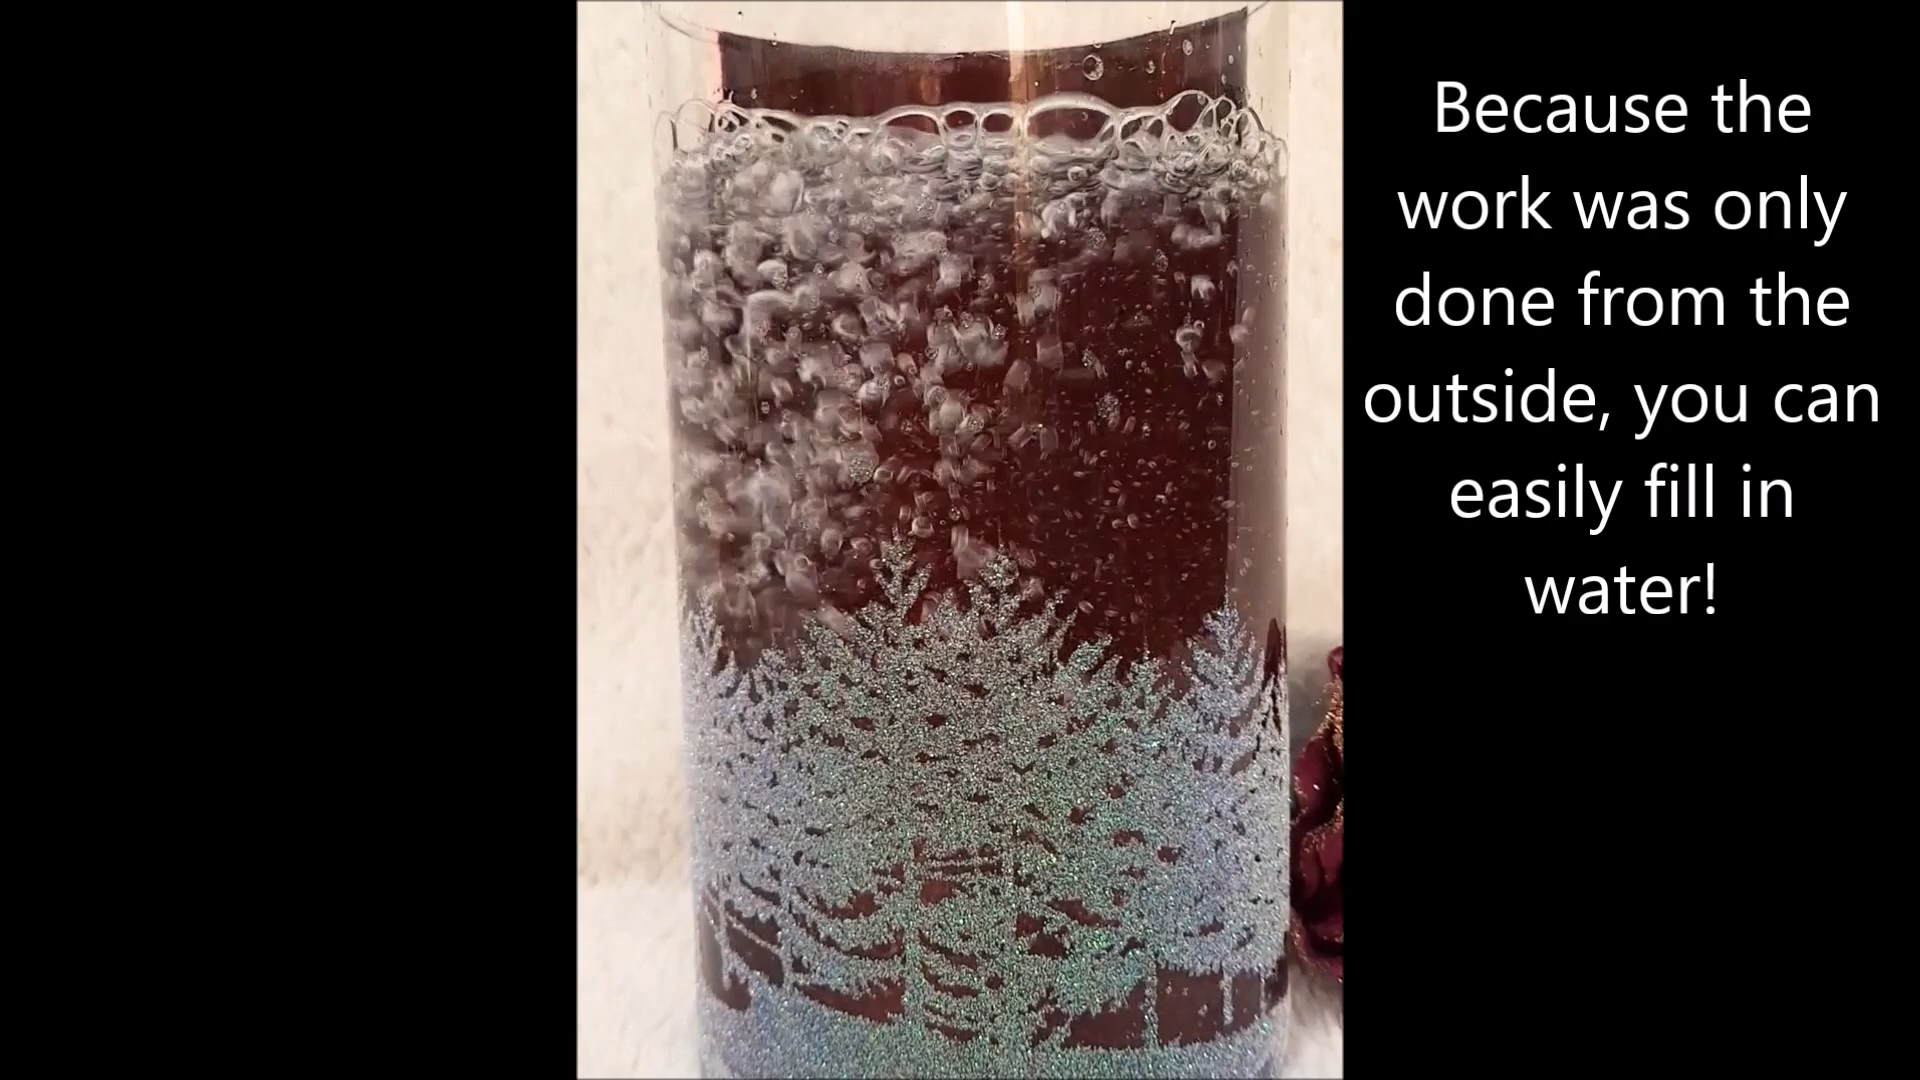 Because the
work was only
done from the
outside, you can
easily fill in
water!